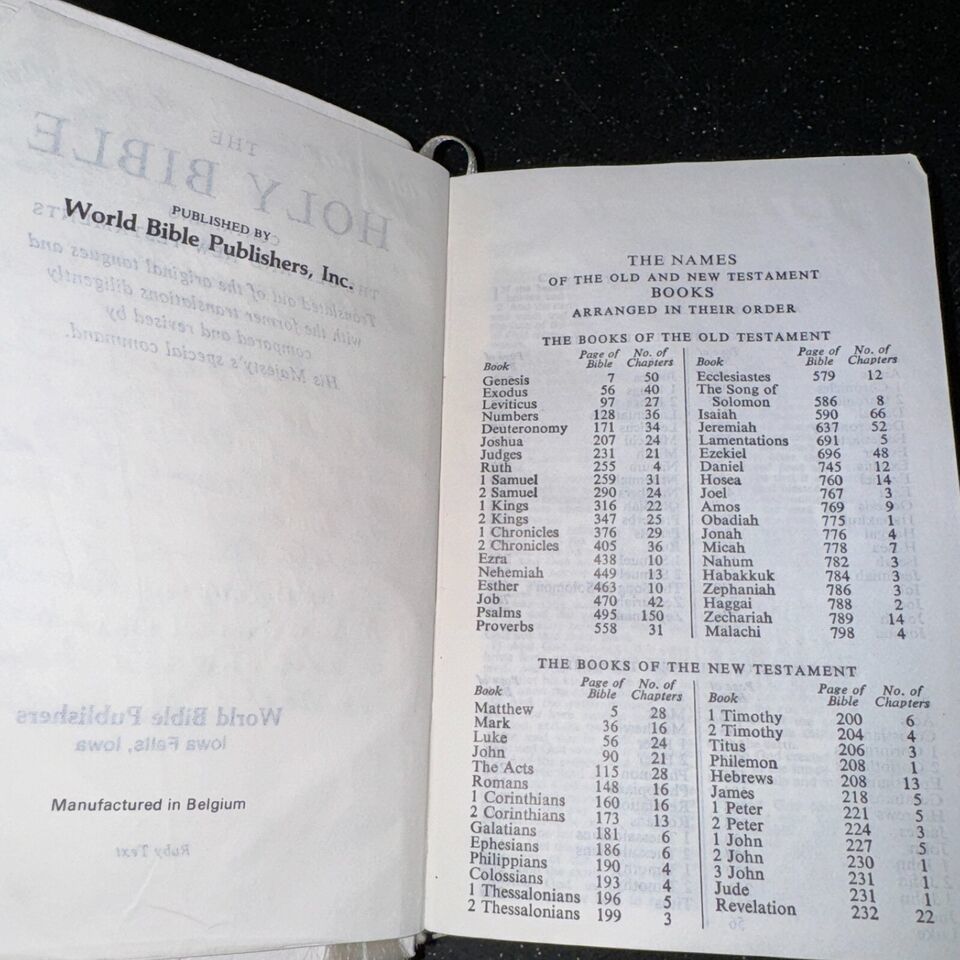 PUBLISHED BY
World Bible Publishers, Inc.
Manufactured in Belgium
THE NAMES
OF THE OLD AND NEW TESTAMENT
BOOKS
ARRANGED IN THEIR ORDER
THE BOOKS OF THE OLD TESTAMENT
Book Page of Bible No. of Chapters
Genesis 7 50
Exodus 56 40
Leviticus 97 27
Numbers 128 36
Deuteronomy 171 34
Joshua 207 24
Judges 231 21
Ruth 255 4
1 Samuel 259 31
2 Samuel 290 24
1 Kings 316 22
2 Kings 347 25
1 Chronicles 376 29
2 Chronicles 405 36
Ezra 438 10
Nehemiah 449 13
Esther 463 10
Job 470 42
Psalms 495 150
Proverbs 558 31
Book Page of Bible No. of Chapters
Ecclesiastes 579 12
The Song of
Solomon 586 8
Isaiah 590 66
Jeremiah 637 52
Lamentations 691 5
Ezekiel 696 48
Daniel 745 12
Hosea 760 14
Joel 767 3
Amos 769 9
Obadiah 775 1
Jonah 776 4
Micah 778 7
Nahum 782 3
Habakkuk 784 3
Zephaniah 786 3
Haggai 788 2
Zechariah 789 14
Malachi 798 4
THE BOOKS OF THE NEW TESTAMENT
Book Page of Bible No. of Chapters
Matthew 5 28
Mark 36 16
Luke 56 24
John 90 21
The Acts 115 28
Romans 148 16
1 Corinthians 160 16
2 Corinthians 173 13
Galatians 181 6
Ephesians 186 6
Philippians 190 4
Colossians 193 4
1 Thessalonians 196 5
2 Thessalonians 199 3
Book Page of Bible No. of Chapters
1 Timothy 200 6
2 Timothy 204 4
Titus 206 3
Philemon 208 1
Hebrews 208 13
James 218 5
1 Peter 221 5
2 Peter 224 3
1 John 227 5
2 John 230 1
3 John 231 1
Jude 231 1
Revelation 232 22